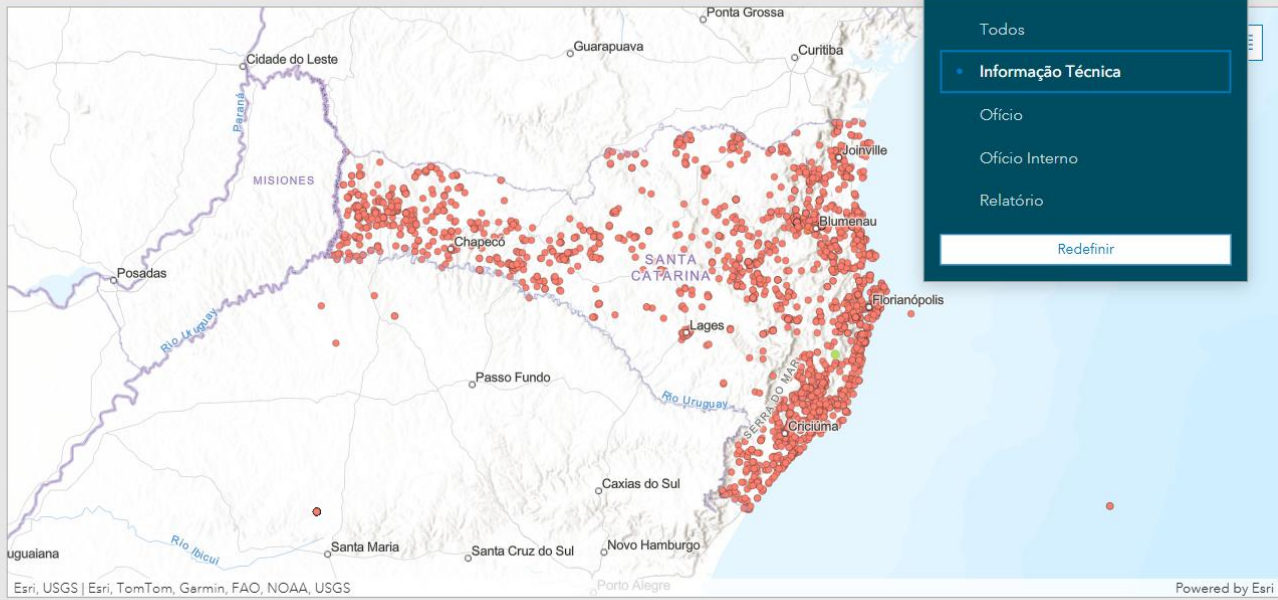 Ponta Grossa
Guarapuava
Curitiba
Cidade do Leste
Paraná
MISIONES
Joinville
Blumenau
Chapecó
SANTA
CATARINA
Posadas
Florianópolis
Rio Uruguay
Lages
Passo Fundo
Rio Uruguay
SERRA DO MAR
Criciúma
Caxias do Sul
Rio Ibicui
uguaiana
Santa Maria
Santa Cruz do Sul
Novo Hamburgo
Porto Alegre
Esri, USGS | Esri, TomTom, Garmin, FAO, NOAA, USGS
Powered by Esri
Todos
Informação Técnica
Ofício
Ofício Interno
Relatório
Redefinir